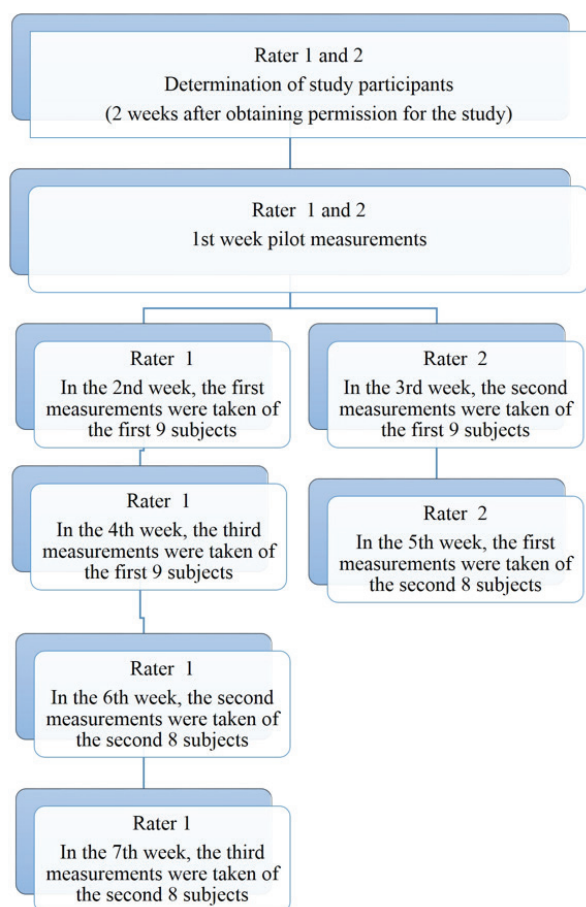 Rater 1 and 2
Determination of study participants
(2 weeks after obtaining permission for the study)
Rater 1 and 2
1st week pilot measurements
Rater 1
In the 2nd week, the first
measurements were taken of
the first 9 subjects
Rater 2
In the 3rd week, the second
measurements were taken of
the first 9 subjects
Rater 1
In the 4th week, the third
measurements were taken of
the first 9 subjects
Rater 2
In the 5th week, the first
measurements were taken of
the second 8 subjects
Rater 1
In the 6th week, the second
measurements were taken of
the second 8 subjects
Rater 1
In the 7th week, the third
measurements were taken of
the second 8 subjects